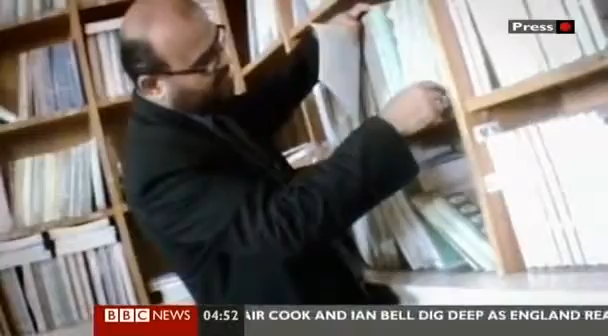 Press
BBC NEWS 04:52 AIR COOK AND IAN BELL DIG DEEP AS ENGLAND REA